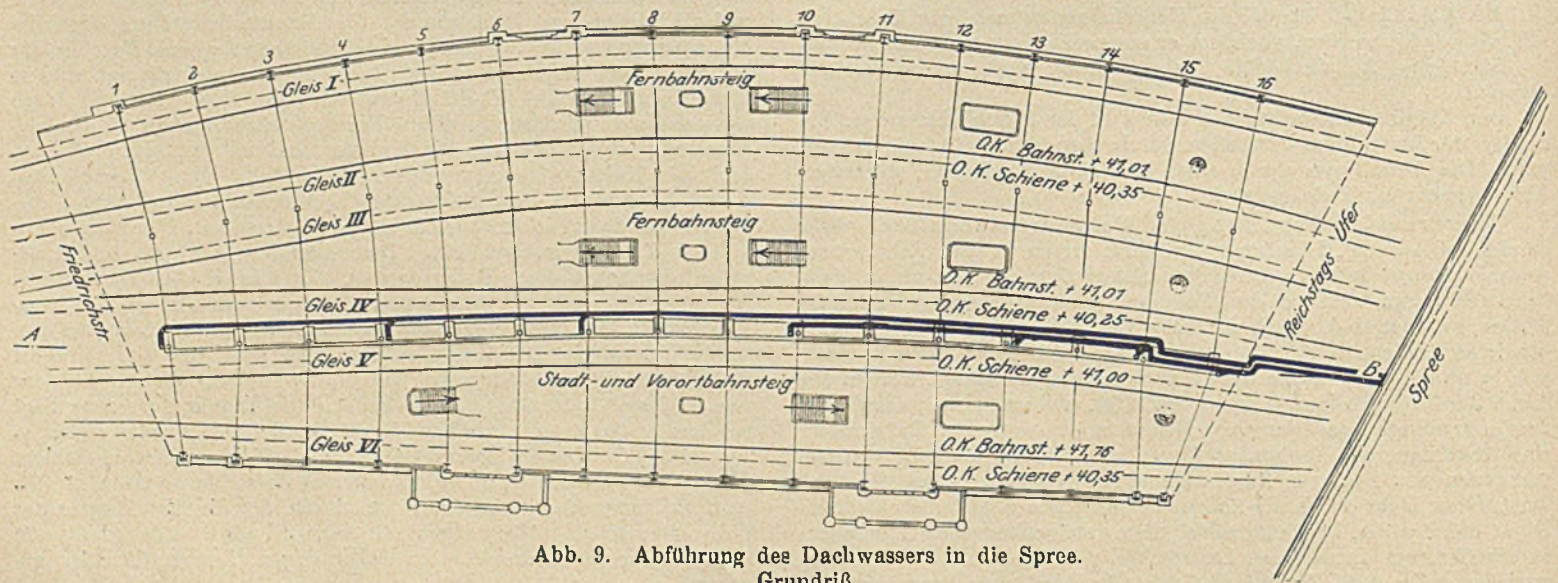 1 2 3 4 5 6 7 8 9 10 11 12 13 14 15 16
Gleis I
Fernbahnsteig
O.K. Bahnst. + 41,01
O.K. Schiene + 40,35
Gleis II
Gleis III
Fernbahnsteig
Friedrichstr
Reichstags Ufer
O.K. Bahnst. + 41,01
Gleis IV
O.K. Schiene + 40,25
A
Gleis V
O.K. Schiene + 41,00
B
Spree
Stadt- und Vorortbahnsteig
Gleis VI
O.K. Bahnst. + 41,76
O.K. Schiene + 40,35
Abb. 9. Abführung des Dachwassers in die Spree.
Grundriß